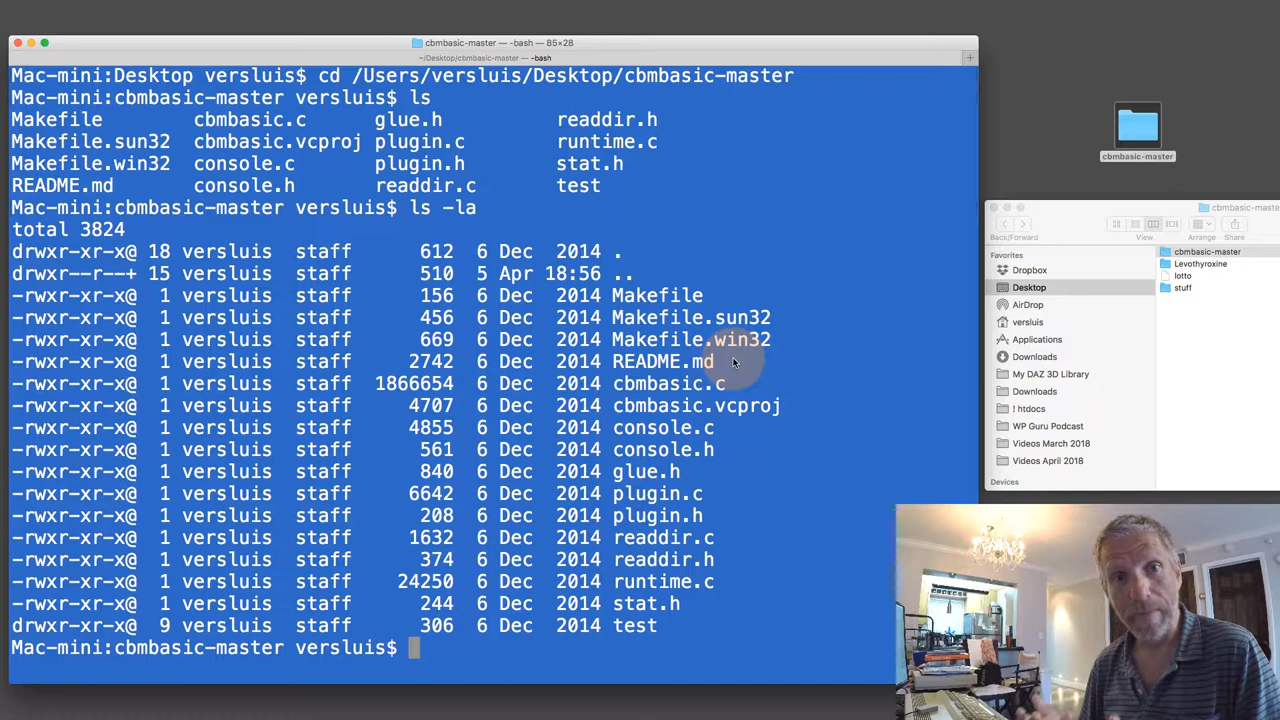 cbmbasic-master — -bash — 85×28
~/Desktop/cbmbasic-master — -bash
Mac-mini:Desktop versluis$ cd /Users/versluis/Desktop/cbmbasic-master
Mac-mini:cbmbasic-master versluis$ ls
Makefile cbmbasic.c glue.h readdir.h
Makefile.sun32 cbmbasic.vcproj plugin.c runtime.c
Makefile.win32 console.c plugin.h stat.h
README.md console.h readdir.c test
Mac-mini:cbmbasic-master versluis$ ls -la
total 3824
drwxr-xr-x@ 18 versluis staff 612 6 Dec 2014 .
drwxr--r--+ 15 versluis staff 510 5 Apr 18:56 ..
-rwxr-xr-x@ 1 versluis staff 156 6 Dec 2014 Makefile
-rwxr-xr-x@ 1 versluis staff 456 6 Dec 2014 Makefile.sun32
-rwxr-xr-x@ 1 versluis staff 669 6 Dec 2014 Makefile.win32
-rwxr-xr-x@ 1 versluis staff 2742 6 Dec 2014 README.md
-rwxr-xr-x@ 1 versluis staff 1866654 6 Dec 2014 cbmbasic.c
-rwxr-xr-x@ 1 versluis staff 4707 6 Dec 2014 cbmbasic.vcproj
-rwxr-xr-x@ 1 versluis staff 4855 6 Dec 2014 console.c
-rwxr-xr-x@ 1 versluis staff 561 6 Dec 2014 console.h
-rwxr-xr-x@ 1 versluis staff 840 6 Dec 2014 glue.h
-rwxr-xr-x@ 1 versluis staff 6642 6 Dec 2014 plugin.c
-rwxr-xr-x@ 1 versluis staff 208 6 Dec 2014 plugin.h
-rwxr-xr-x@ 1 versluis staff 1632 6 Dec 2014 readdir.c
-rwxr-xr-x@ 1 versluis staff 374 6 Dec 2014 readdir.h
-rwxr-xr-x@ 1 versluis staff 24250 6 Dec 2014 runtime.c
-rwxr-xr-x@ 1 versluis staff 244 6 Dec 2014 stat.h
drwxr-xr-x@ 9 versluis staff 306 6 Dec 2014 test
Mac-mini:cbmbasic-master versluis$
cbmbasic-master
cbmbasic-master
Back/Forward View Arrange Share
Favorites
Dropbox
Desktop
AirDrop
versluis
Applications
Downloads
My DAZ 3D Library
Downloads
! htdocs
WP Guru Podcast
Videos March 2018
Videos April 2018
Devices
cbmbasic-master
Levothyroxine
lotto
stuff